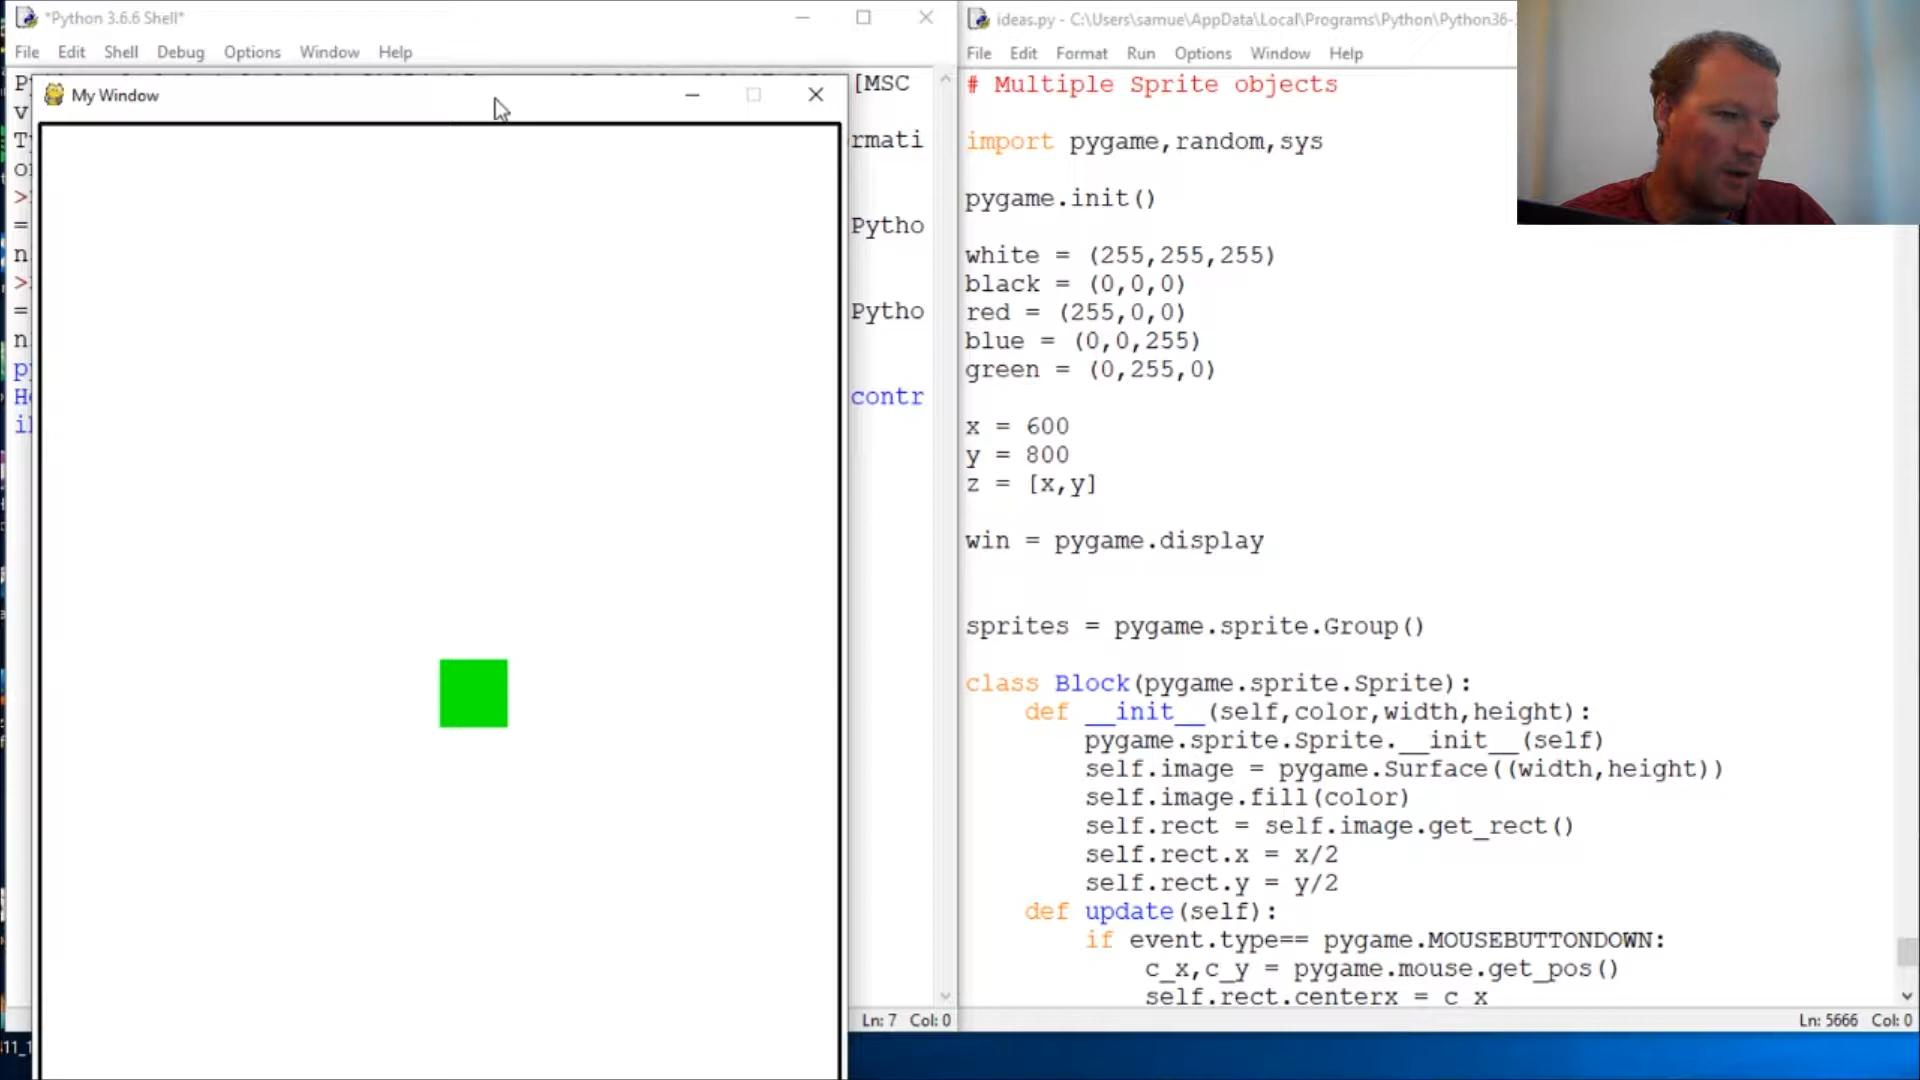 *Python 3.6.6 Shell*
File Edit Shell Debug Options Window Help
[MSC
My Window
rmati
>
=
Pytho
n
>
=
Pytho
n
contr
Ln: 7 Col: 0
ideas.py - C:\Users\samue\AppData\Local\Programs\Python\Python36-
File Edit Format Run Options Window Help
# Multiple Sprite objects
import pygame,random,sys
pygame.init()
white = (255,255,255)
black = (0,0,0)
red = (255,0,0)
blue = (0,0,255)
green = (0,255,0)
x = 600
y = 800
z = [x,y]
win = pygame.display
sprites = pygame.sprite.Group()
class Block(pygame.sprite.Sprite):
def __init__(self,color,width,height):
pygame.sprite.Sprite.__init__(self)
self.image = pygame.Surface((width,height))
self.image.fill(color)
self.rect = self.image.get_rect()
self.rect.x = x/2
self.rect.y = y/2
def update(self):
if event.type== pygame.MOUSEBUTTONDOWN:
c_x,c_y = pygame.mouse.get_pos()
self.rect.centerx = c_x
Ln: 5666 Col: 0